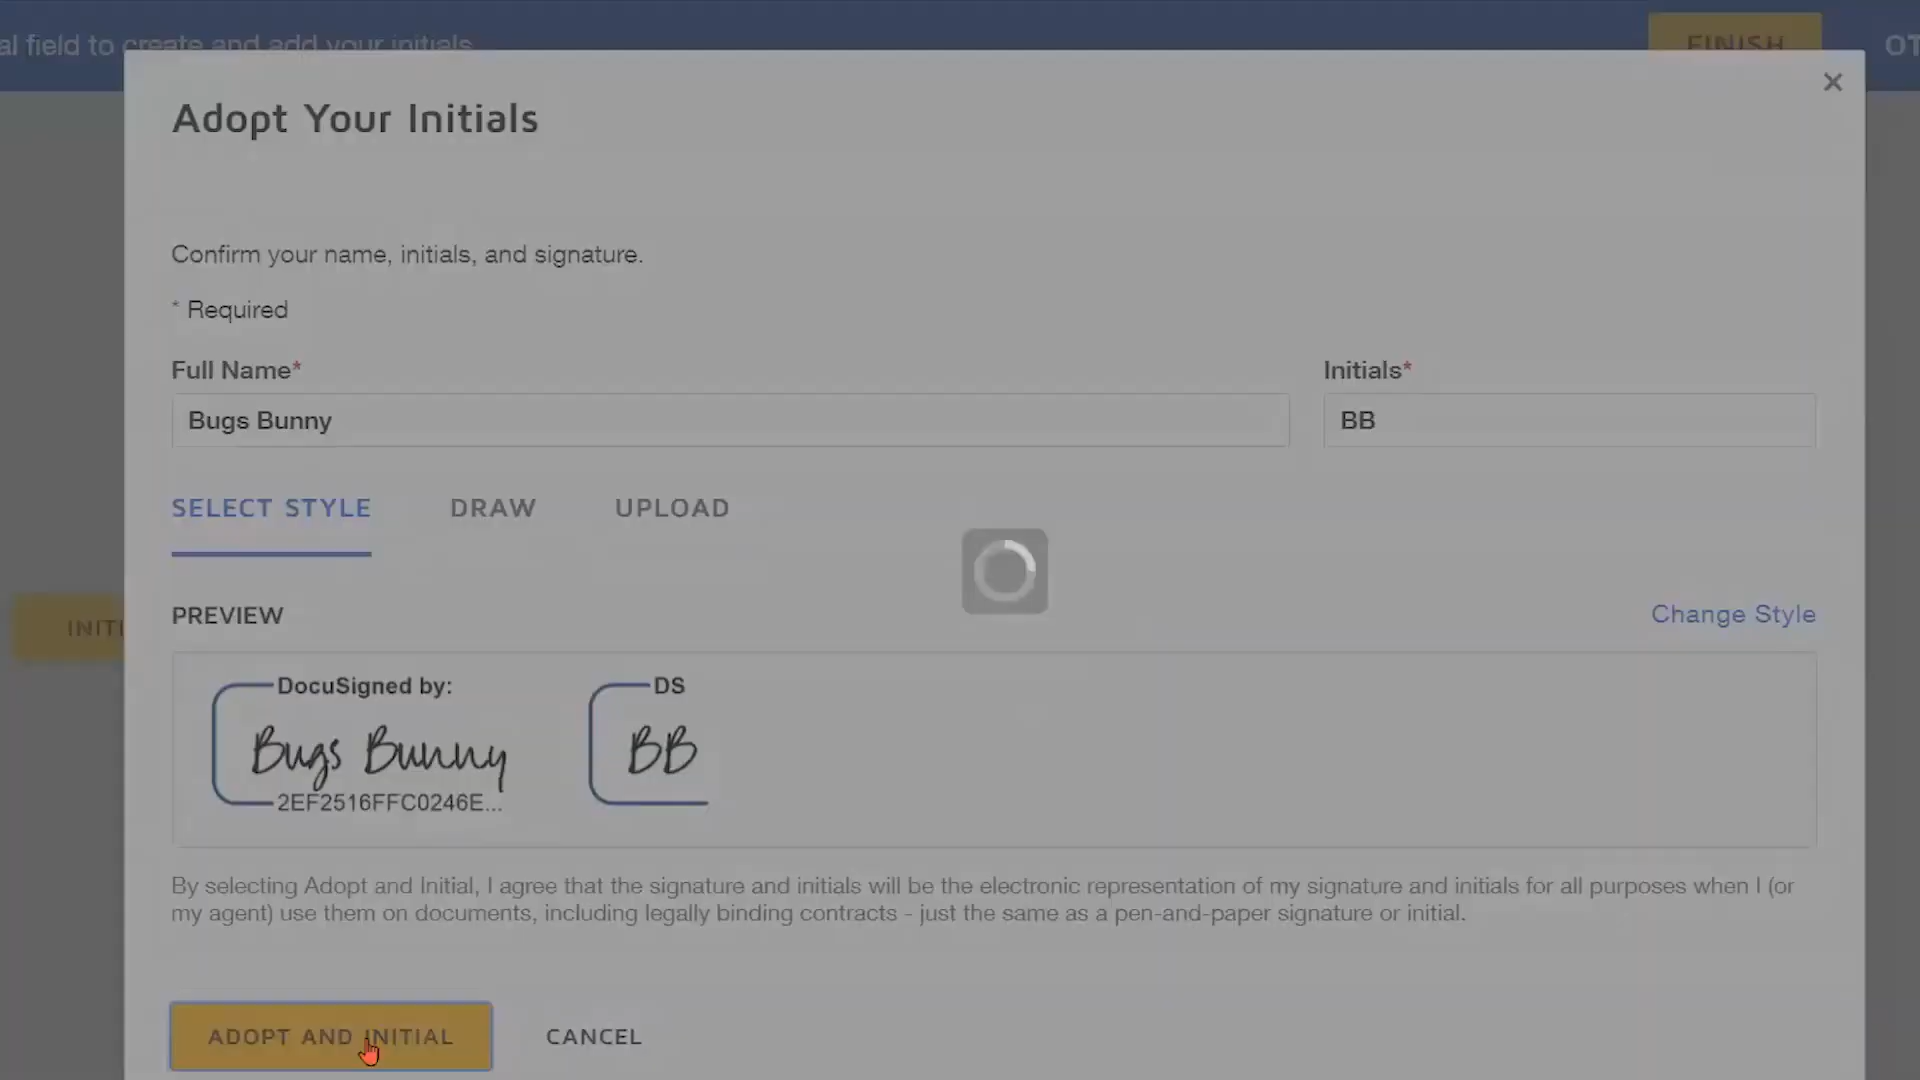 al field to create and add your initials
FINISH
OT
Adopt Your Initials
Confirm your name, initials, and signature.
* Required
Full Name*
Initials*
Bugs Bunny
BB
SELECT STYLE
DRAW
UPLOAD
INITI
PREVIEW
Change Style
DocuSigned by:
DS
Bugs Bunny
BB
2EF2516FFC0246E...
By selecting Adopt and Initial, I agree that the signature and initials will be the electronic representation of my signature and initials for all purposes when I (or
my agent) use them on documents, including legally binding contracts - just the same as a pen-and-paper signature or initial.
ADOPT AND INITIAL
CANCEL